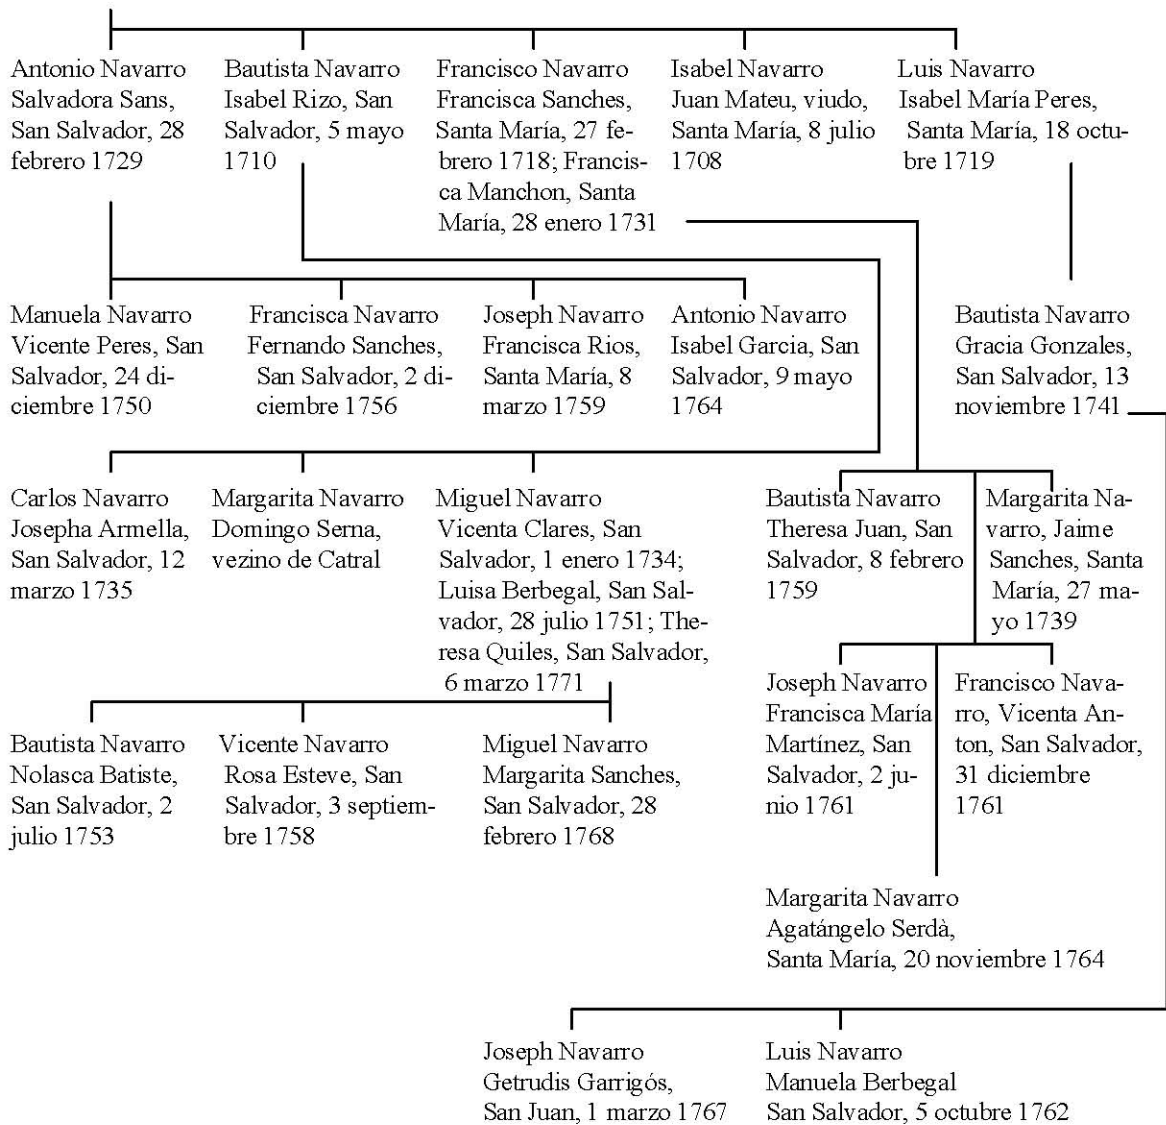 Antonio Navarro
Salvadora Sans,
San Salvador, 28
febrero 1729
Bautista Navarro
Isabel Rizo, San
Salvador, 5 mayo
1710
Francisco Navarro
Francisca Sanches,
Santa María, 27 fe-
brero 1718; Francis-
ca Manchon, Santa
María, 28 enero 1731
Isabel Navarro
Juan Mateu, viudo,
Santa María, 8 julio
1708
Luis Navarro
Isabel María Peres,
Santa María, 18 octu-
bre 1719
Manuela Navarro
Vicente Peres, San
Salvador, 24 di-
ciembre 1750
Francisca Navarro
Fernando Sanches,
San Salvador, 2 di-
ciembre 1756
Joseph Navarro
Francisca Rios,
Santa María, 8
marzo 1759
Antonio Navarro
Isabel Garcia, San
Salvador, 9 mayo
1764
Bautista Navarro
Gracia Gonzales,
San Salvador, 13
noviembre 1741
Carlos Navarro
Josepha Armella,
San Salvador, 12
marzo 1735
Margarita Navarro
Domingo Serna,
vezino de Catral
Miguel Navarro
Vicenta Clares, San
Salvador, 1 enero 1734;
Luisa Berbegal, San Sal-
vador, 28 julio 1751; The-
resa Quiles, San Salvador,
6 marzo 1771
Bautista Navarro
Theresa Juan, San
Salvador, 8 febrero
1759
Margarita Na-
varro, Jaime
Sanches, Santa
María, 27 ma-
yo 1739
Joseph Navarro
Francisca María
Martínez, San
Salvador, 2 ju-
nio 1761
Francisco Nava-
rro, Vicenta An-
ton, San Salvador,
31 diciembre
1761
Bautista Navarro
Nolasca Batiste,
San Salvador, 2
julio 1753
Vicente Navarro
Rosa Esteve, San
Salvador, 3 septiem-
bre 1758
Miguel Navarro
Margarita Sanches,
San Salvador, 28
febrero 1768
Margarita Navarro
Agatángelo Serdà,
Santa María, 20 noviembre 1764
Joseph Navarro
Getrudis Garrigós,
San Juan, 1 marzo 1767
Luis Navarro
Manuela Berbegal
San Salvador, 5 octubre 1762